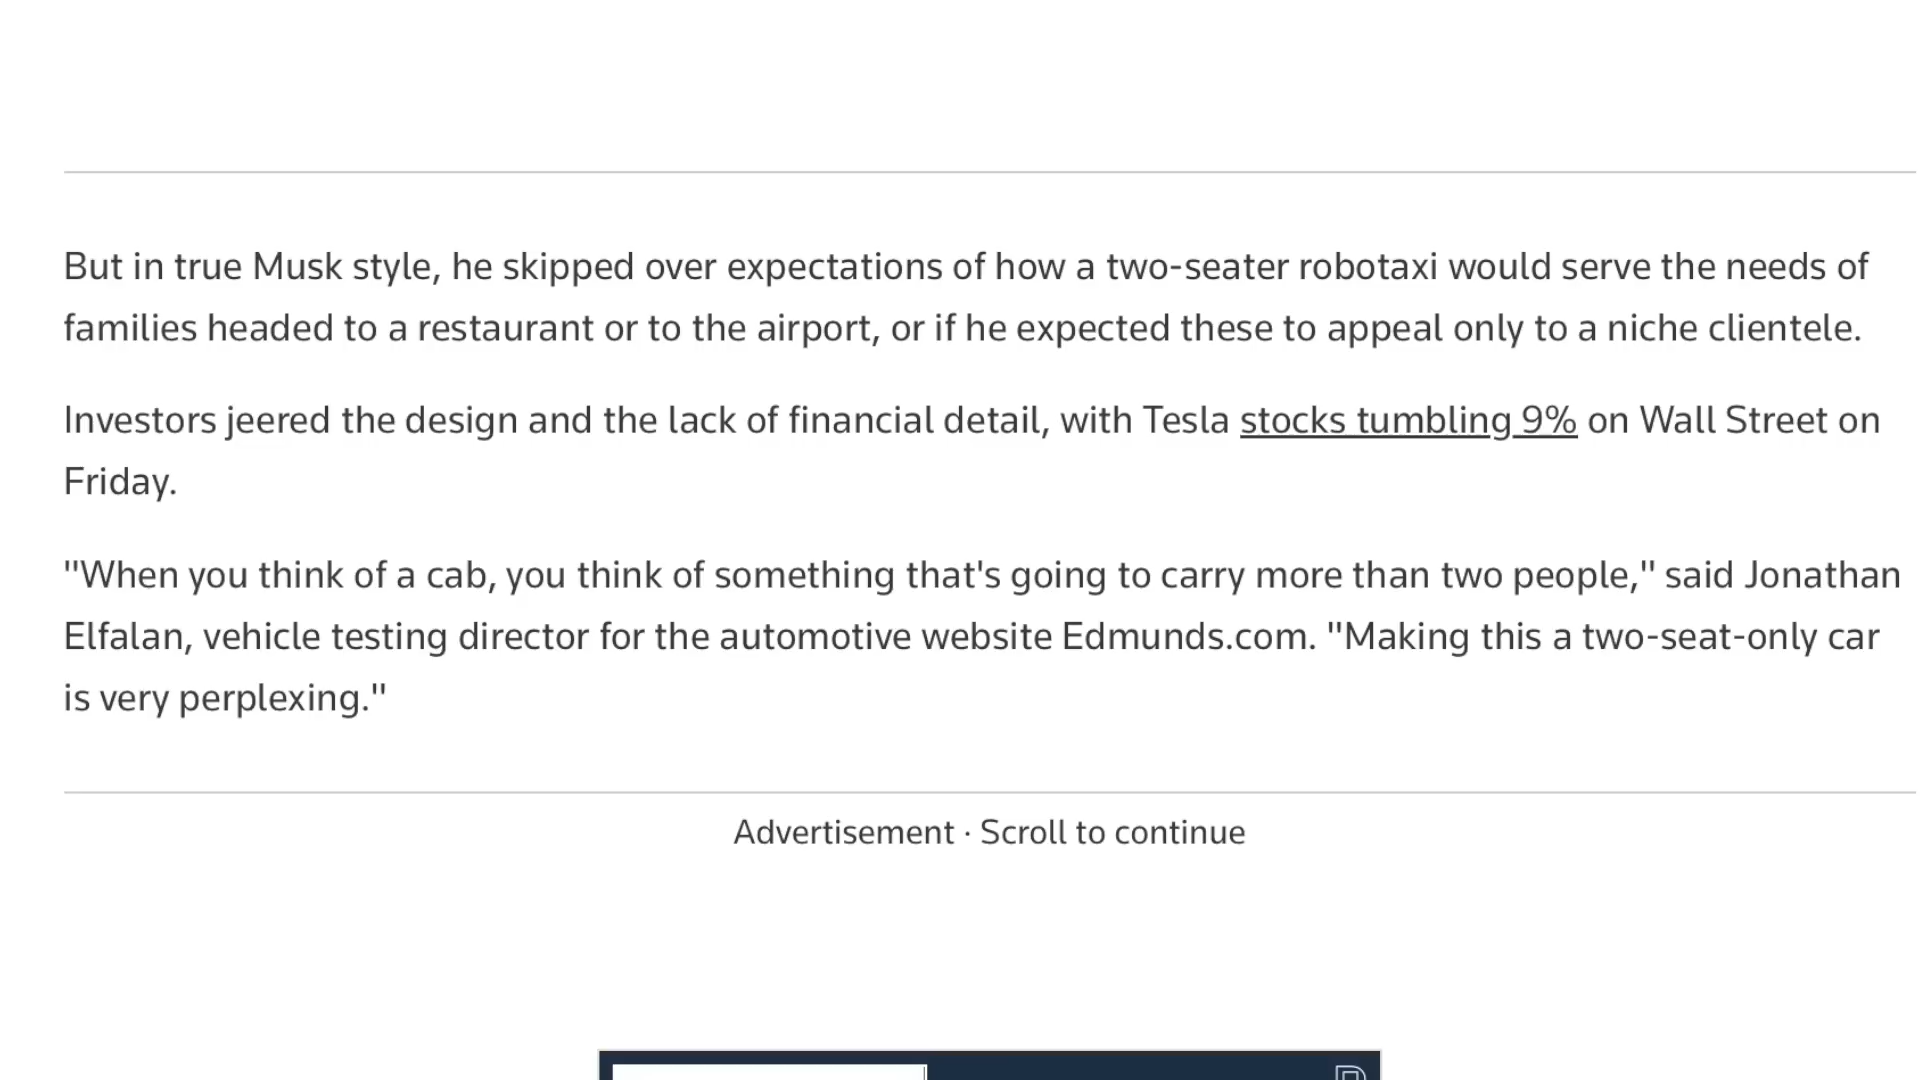 But in true Musk style, he skipped over expectations of how a two-seater robotaxi would serve the needs of
families headed to a restaurant or to the airport, or if he expected these to appeal only to a niche clientele.
Investors jeered the design and the lack of financial detail, with Tesla stocks tumbling 9% on Wall Street on
Friday.
"When you think of a cab, you think of something that's going to carry more than two people," said Jonathan
Elfalan, vehicle testing director for the automotive website Edmunds.com. "Making this a two-seat-only car
is very perplexing."
Advertisement · Scroll to continue